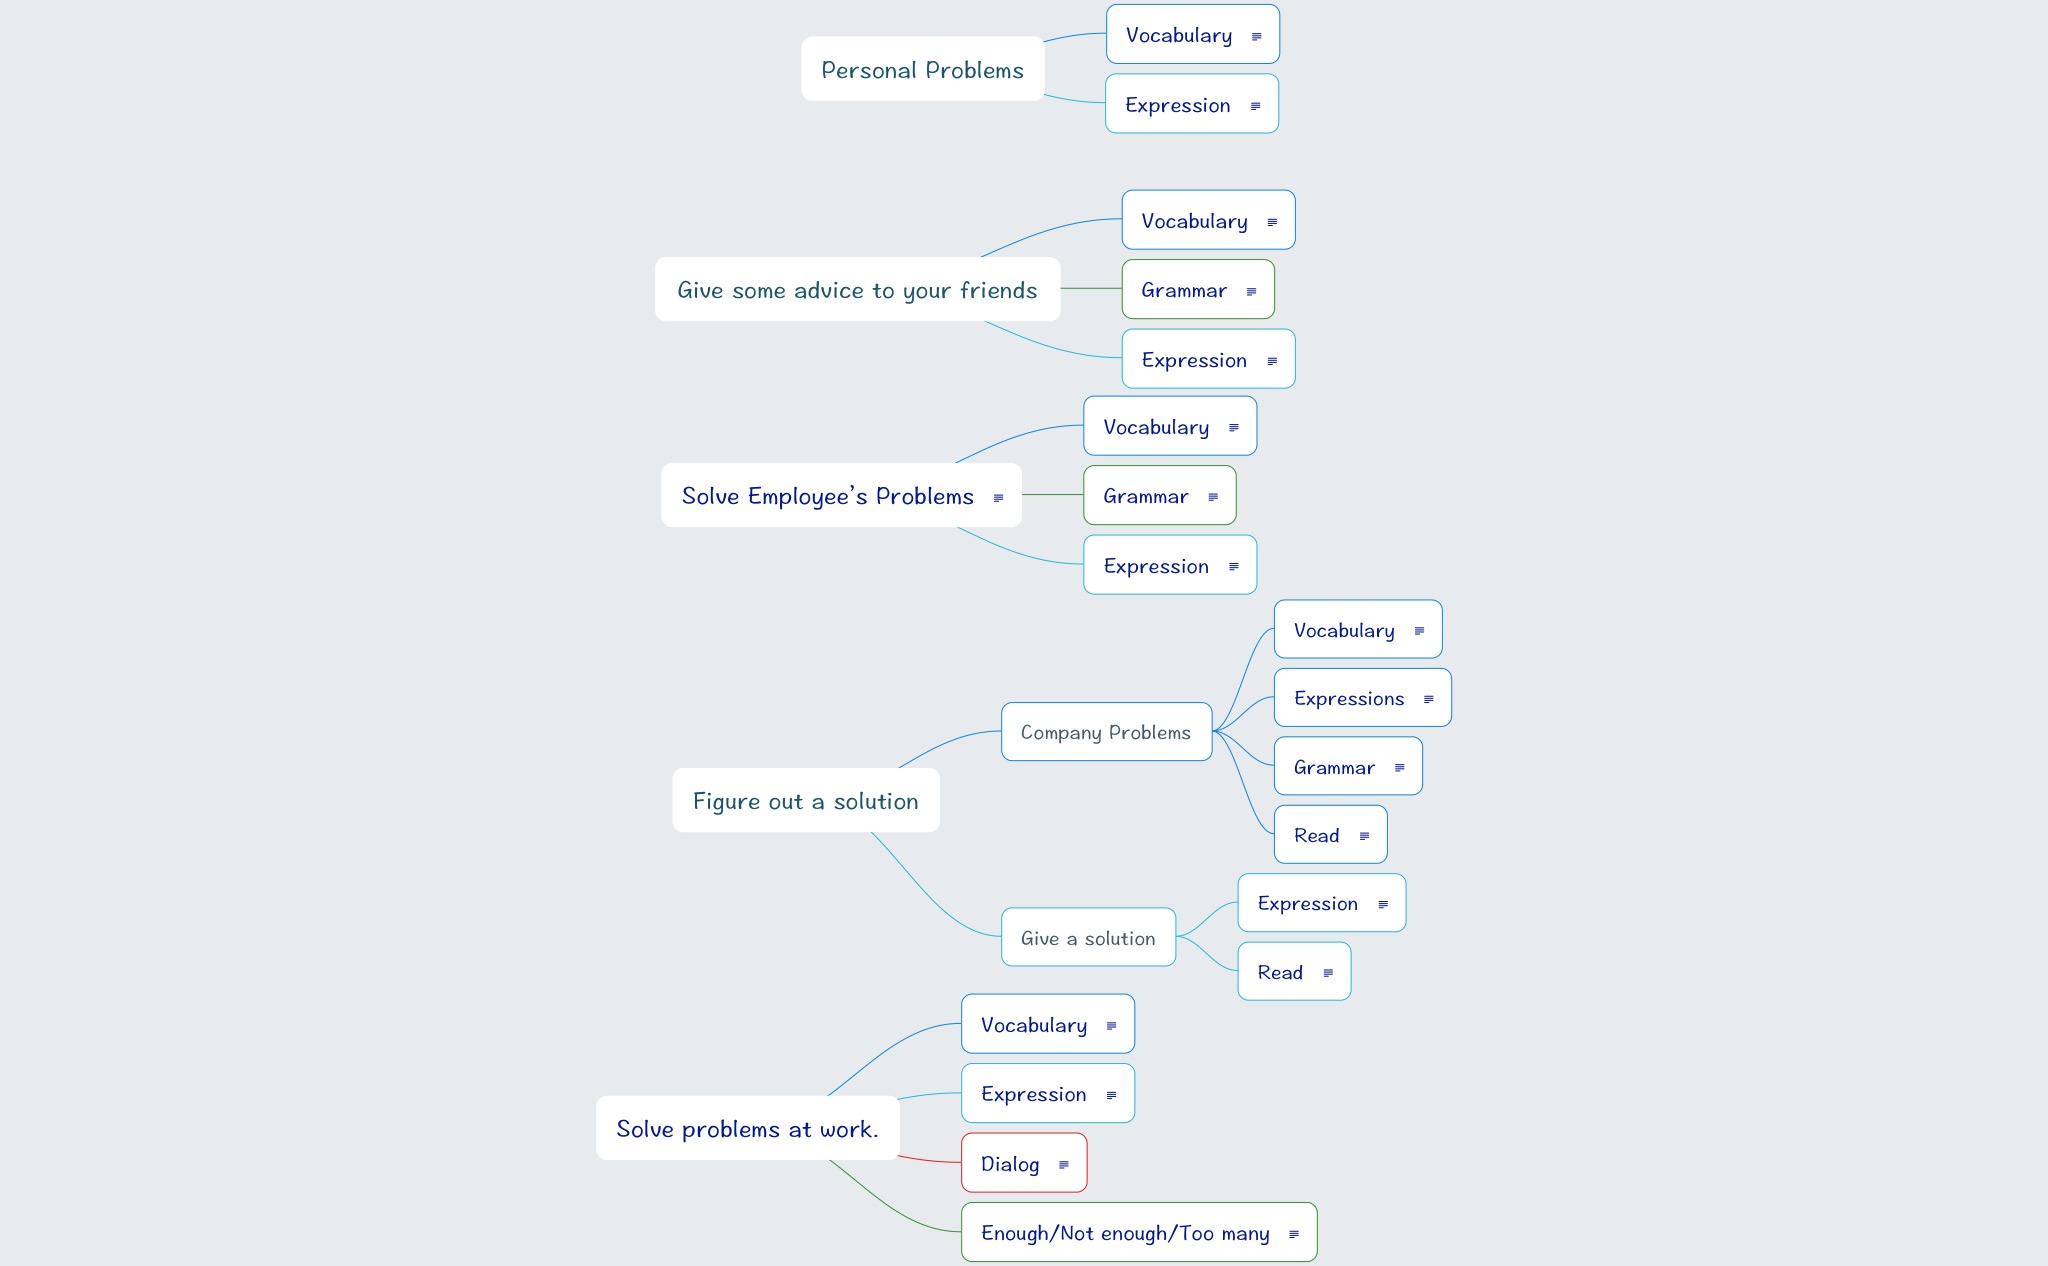 Personal Problems
Vocabulary
Expression
Give some advice to your friends
Vocabulary
Grammar
Expression
Solve Employee's Problems
Vocabulary
Grammar
Expression
Figure out a solution
Company Problems
Vocabulary
Expressions
Grammar
Read
Give a solution
Expression
Read
Solve problems at work.
Vocabulary
Expression
Dialog
Enough/Not enough/Too many